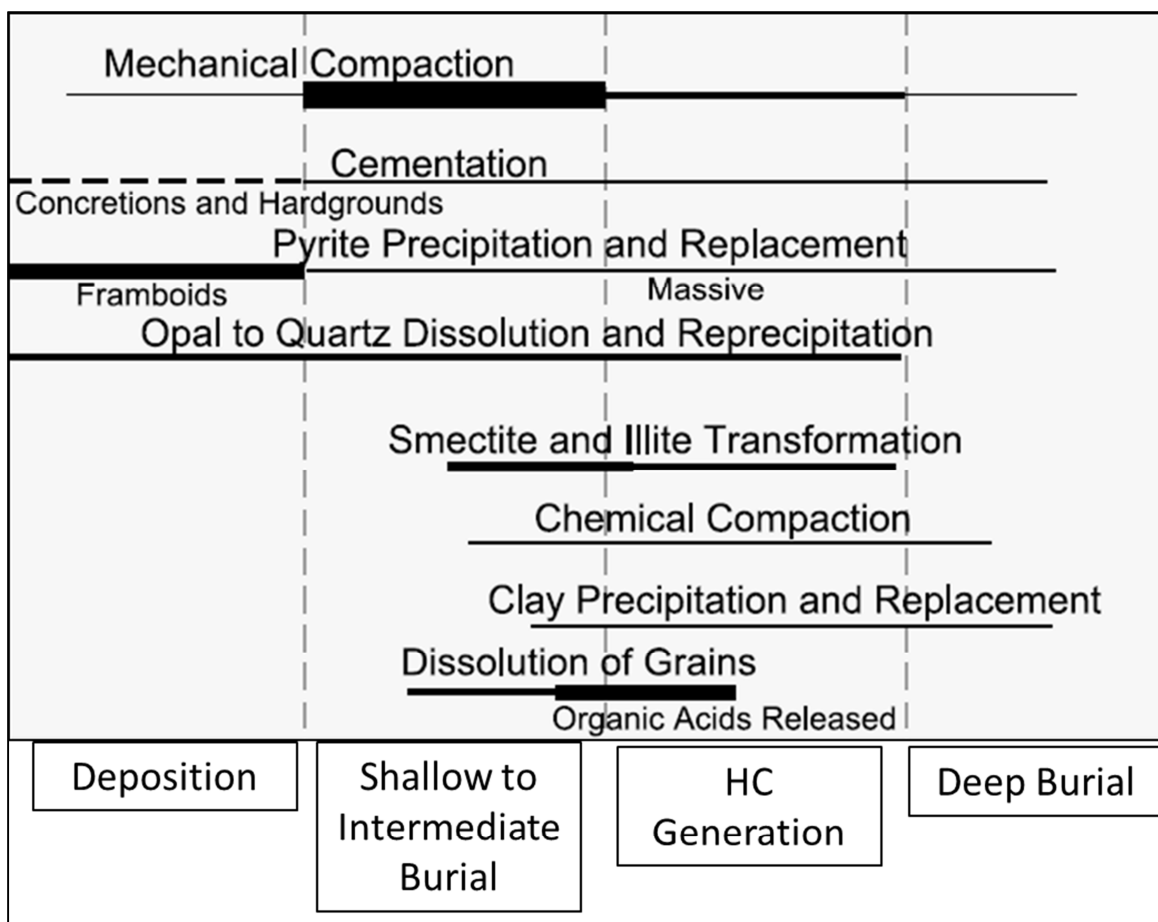 Mechanical Compaction
Cementation
Concretions and Hardgrounds
Pyrite Precipitation and Replacement
Framboids
Massive
Opal to Quartz Dissolution and Reprecipitation
Smectite and Illite Transformation
Chemical Compaction
Clay Precipitation and Replacement
Dissolution of Grains
Organic Acids Released
Deposition
Shallow to
Intermediate
Burial
HC
Generation
Deep Burial